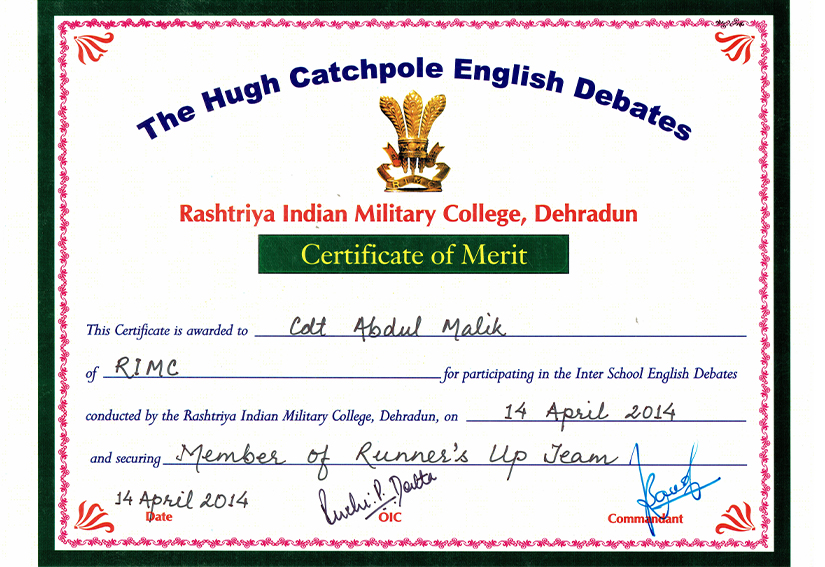 The Hugh Catchpole English Debates
Rashtriya Indian Military College, Dehradun
Certificate of Merit
This Certificate is awarded to Cdt Abdul Malik
of RIMC for participating in the Inter School English Debates
conducted by the Rashtriya Indian Military College, Dehradun, on 14 April 2014
and securing Member of Runner's Up Team
14 April 2014 Ruchi.P.Datta
Date OIC Commandant